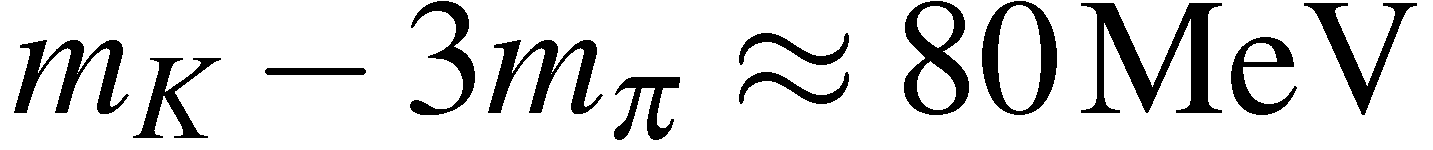 m_K − 3m_π ≈ 80 MeV